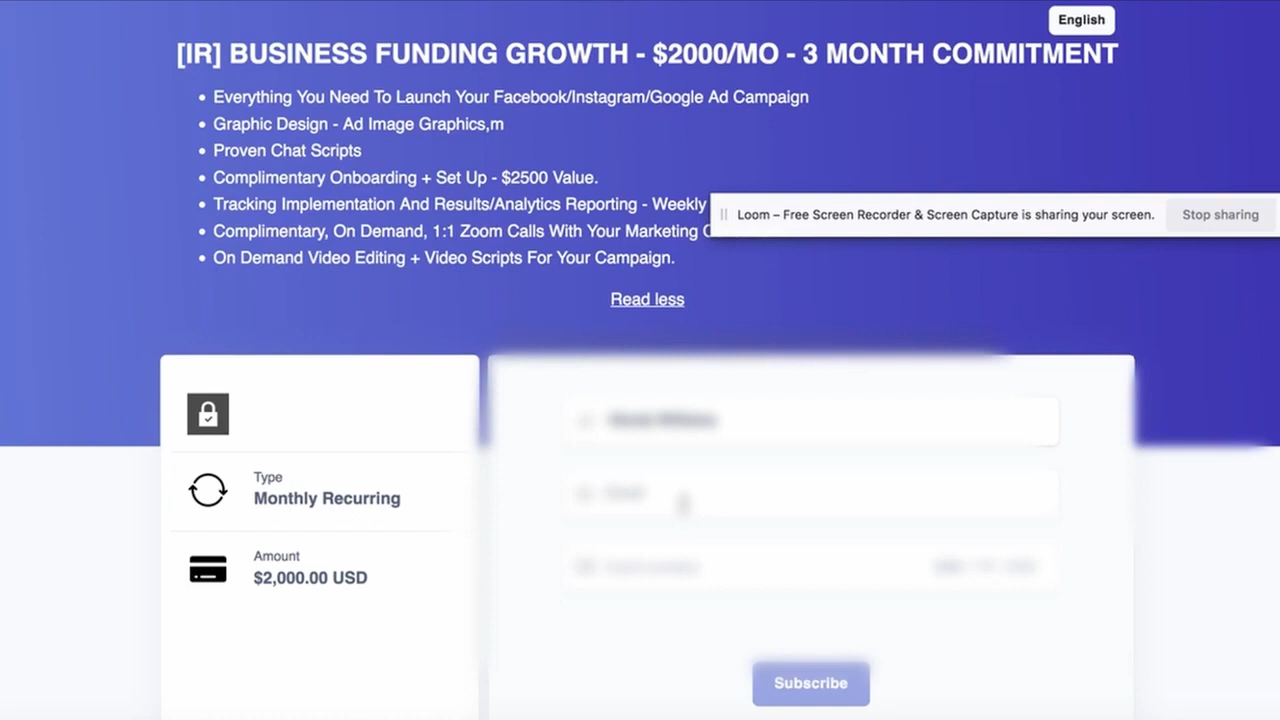 English
[IR] BUSINESS FUNDING GROWTH - $2000/MO - 3 MONTH COMMITMENT
Everything You Need To Launch Your Facebook/Instagram/Google Ad Campaign
Graphic Design - Ad Image Graphics,m
Proven Chat Scripts
Complimentary Onboarding + Set Up - $2500 Value.
Tracking Implementation And Results/Analytics Reporting - Weekly
Loom – Free Screen Recorder & Screen Capture is sharing your screen.
Stop sharing
Complimentary, On Demand, 1:1 Zoom Calls With Your Marketing
On Demand Video Editing + Video Scripts For Your Campaign.
Read less
Type
Monthly Recurring
Amount
$2,000.00 USD
Subscribe